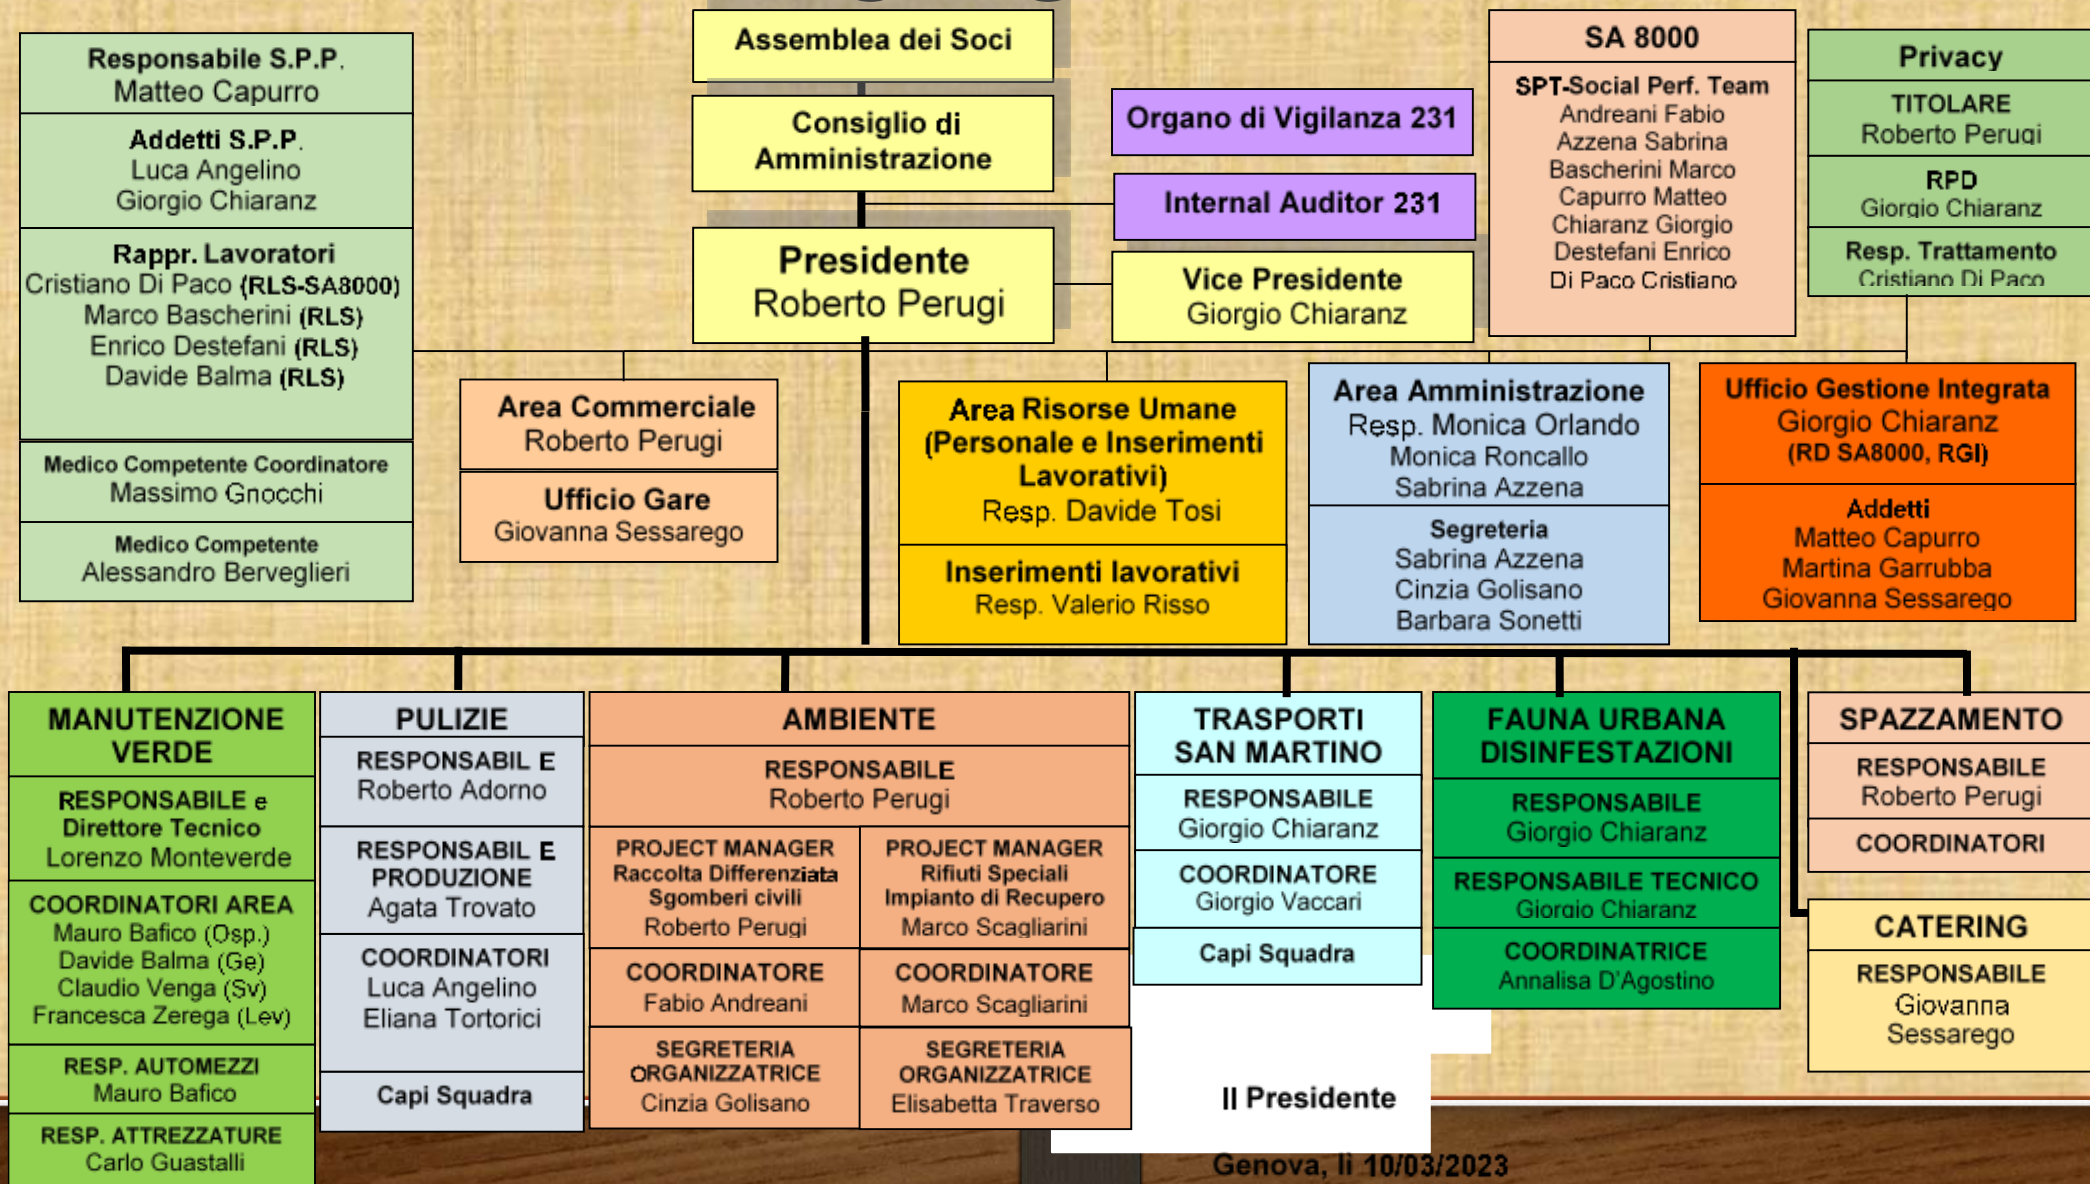 Responsabile S.P.P.
Matteo Capurro
Addetti S.P.P.
Luca Angelino
Giorgio Chiaranz
Rappr. Lavoratori
Cristiano Di Paco (RLS-SA8000)
Marco Bascherini (RLS)
Enrico Destefani (RLS)
Davide Balma (RLS)
Medico Competente Coordinatore
Massimo Gnocchi
Medico Competente
Alessandro Berveglieri
Assemblea dei Soci
Consiglio di
Amministrazione
Presidente
Roberto Perugi
Organo di Vigilanza 231
Internal Auditor 231
Vice Presidente
Giorgio Chiaranz
SA 8000
SPT-Social Perf. Team
Andreani Fabio
Azzena Sabrina
Bascherini Marco
Capurro Matteo
Chiaranz Giorgio
Destefani Enrico
Di Paco Cristiano
Privacy
TITOLARE
Roberto Perugi
RPD
Giorgio Chiaranz
Resp. Trattamento
Cristiano Di Paco
Area Commerciale
Roberto Perugi
Ufficio Gare
Giovanna Sessarego
Area Risorse Umane
(Personale e Inserimenti
Lavorativi)
Resp. Davide Tosi
Inserimenti lavorativi
Resp. Valerio Risso
Area Amministrazione
Resp. Monica Orlando
Monica Roncallo
Sabrina Azzena
Segreteria
Sabrina Azzena
Cinzia Golisano
Barbara Sonetti
Ufficio Gestione Integrata
Giorgio Chiaranz
(RD SA8000, RGI)
Addetti
Matteo Capurro
Martina Garrubba
Giovanna Sessarego
MANUTENZIONE
VERDE
RESPONSABILE e
Direttore Tecnico
Lorenzo Monteverde
COORDINATORI AREA
Mauro Bafico (Osp.)
Davide Balma (Ge)
Claudio Venga (Sv)
Francesca Zerega (Lev)
RESP. AUTOMEZZI
Mauro Bafico
RESP. ATTREZZATURE
Carlo Guastalli
PULIZIE
RESPONSABIL E
Roberto Adorno
RESPONSABIL E
PRODUZIONE
Agata Trovato
COORDINATORI
Luca Angelino
Eliana Tortorici
Capi Squadra
AMBIENTE
RESPONSABILE
Roberto Perugi
PROJECT MANAGER
Raccolta Differenziata
Sgomberi civili
Roberto Perugi
COORDINATORE
Fabio Andreani
SEGRETERIA
ORGANIZZATRICE
Cinzia Golisano
PROJECT MANAGER
Rifiuti Speciali
Impianto di Recupero
Marco Scagliarini
COORDINATORE
Marco Scagliarini
SEGRETERIA
ORGANIZZATRICE
Elisabetta Traverso
TRASPORTI
SAN MARTINO
RESPONSABILE
Giorgio Chiaranz
COORDINATORE
Giorgio Vaccari
Capi Squadra
FAUNA URBANA
DISINFESTAZIONI
RESPONSABILE
Giorgio Chiaranz
RESPONSABILE TECNICO
Giorgio Chiaranz
COORDINATRICE
Annalisa D'Agostino
SPAZZAMENTO
RESPONSABILE
Roberto Perugi
COORDINATORI
CATERING
RESPONSABILE
Giovanna
Sessarego
Il Presidente
Genova, lì 10/03/2023